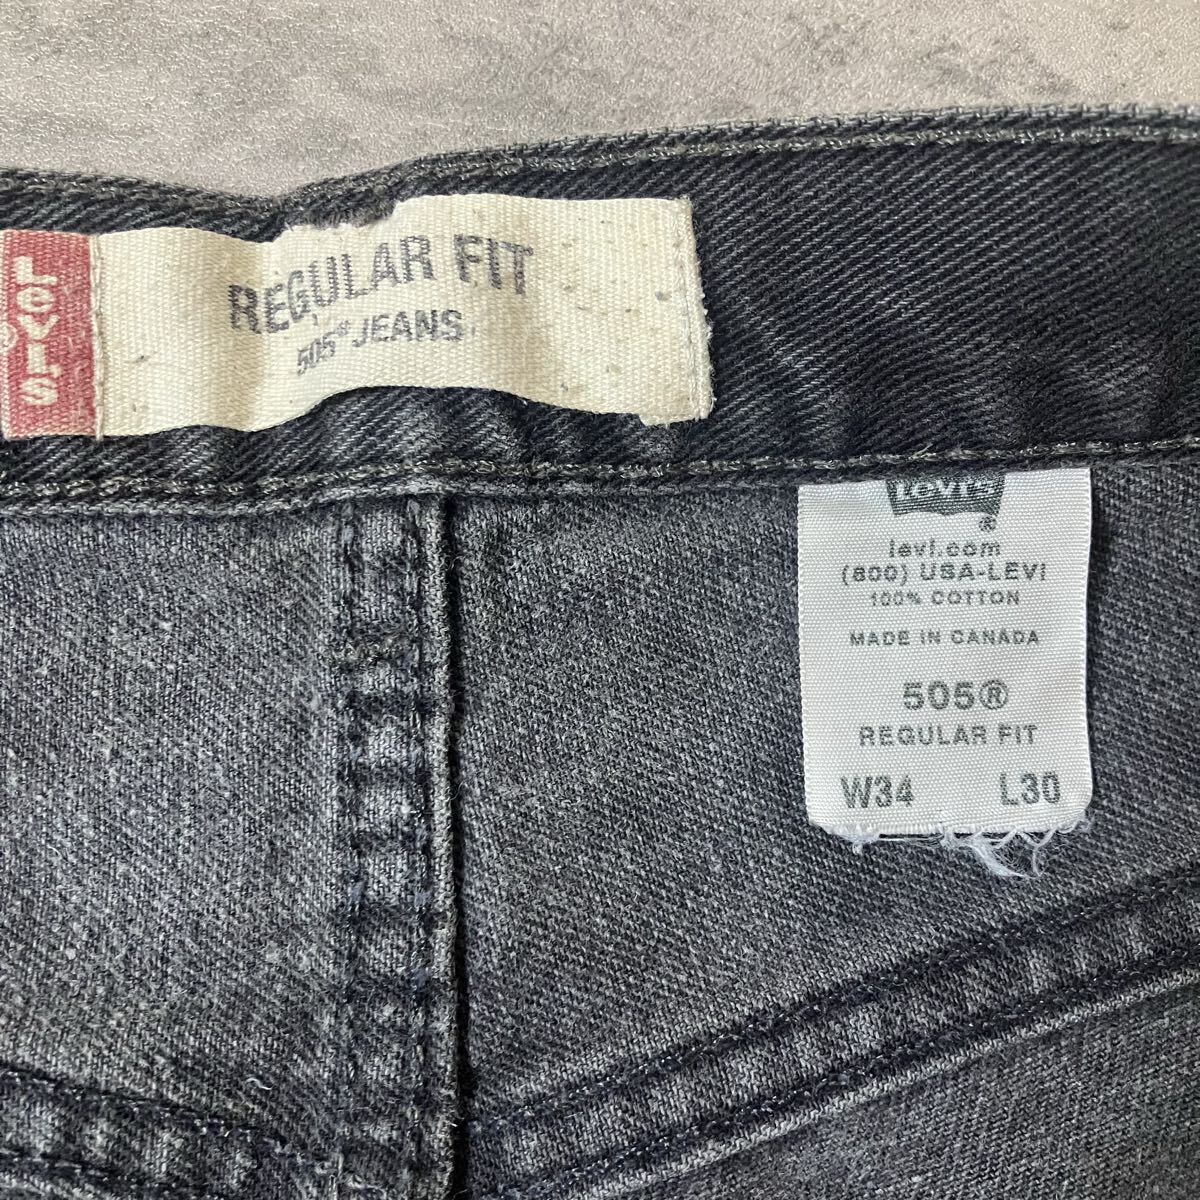 LEVI'S
®
REGULAR FIT
505® JEANS
Levi's
®
levi.com
(800) USA-LEVI
100% COTTON
MADE IN CANADA
505®
REGULAR FIT
W34 L30